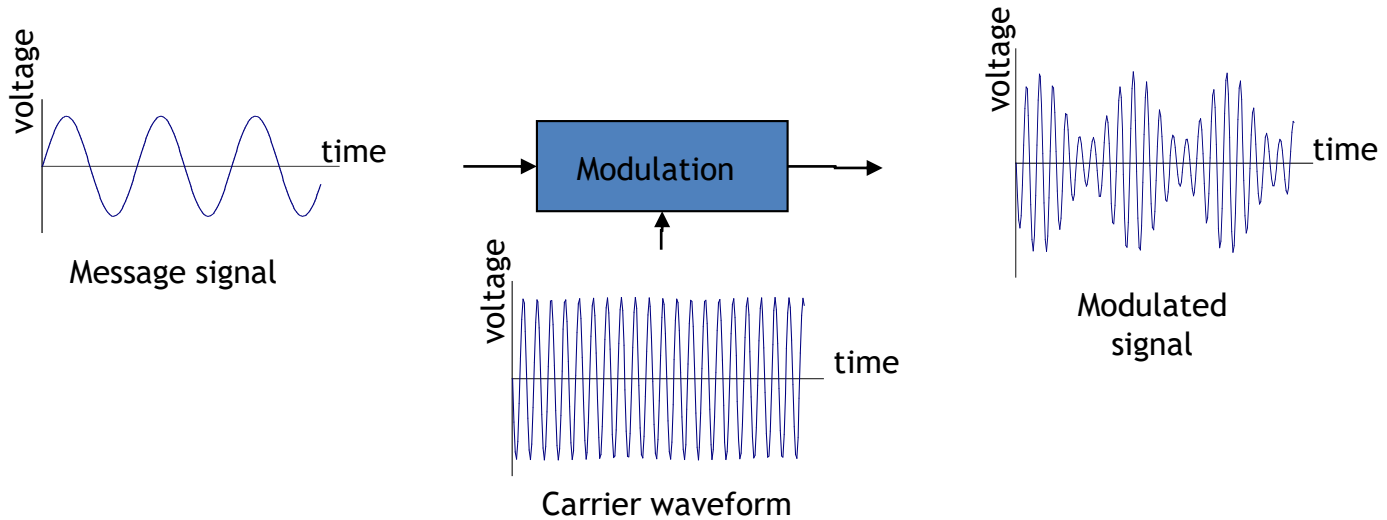 voltage
time
Message signal
Modulation
voltage
time
Carrier waveform
voltage
time
Modulated
signal